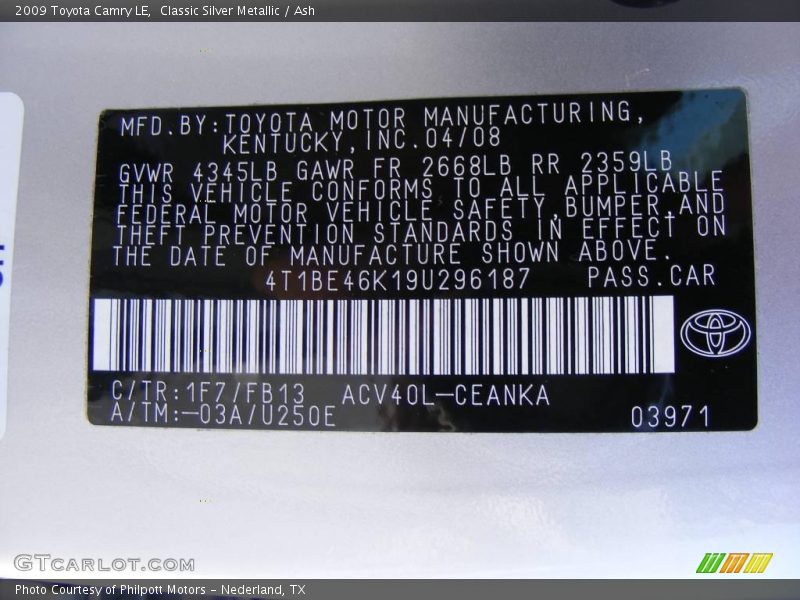 2009 Toyota Camry LE,  Classic Silver Metallic / Ash
MFD.BY:TOYOTA MOTOR MANUFACTURING,
KENTUCKY,INC.04/08
GVWR 4345LB GAWR FR 2668LB RR 2359LB
THIS VEHICLE CONFORMS TO ALL APPLICABLE
FEDERAL MOTOR VEHICLE SAFETY,BUMPER,AND
THEFT PREVENTION STANDARDS IN EFFECT ON
THE DATE OF MANUFACTURE SHOWN ABOVE.
4T1BE46K19U296187 PASS.CAR
C/TR:1F7/FB13 ACV40L-CEANKA
A/TM:-03A/U250E 03971
GTCARLOT.COM
Photo Courtesy of Philpott Motors - Nederland, TX